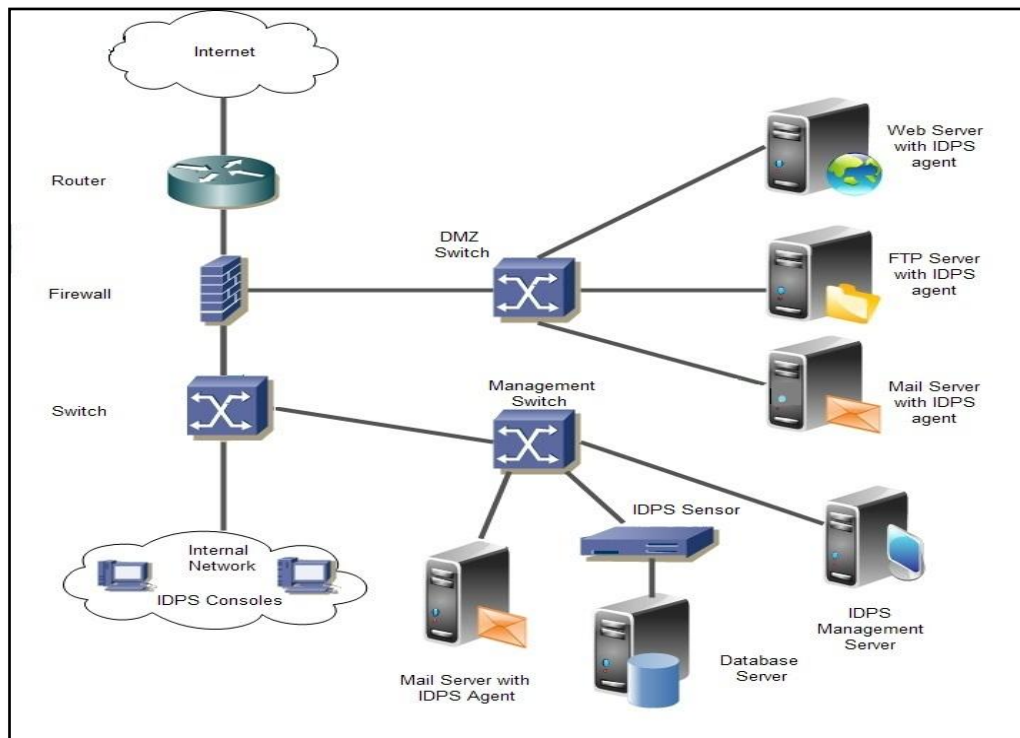 Internet
Router
Firewall
Switch
DMZ
Switch
Web Server
with IDPS
agent
FTP Server
with IDPS
agent
Mail Server
with IDPS
agent
Management
Switch
IDPS Sensor
Internal
Network
IDPS Consoles
Mail Server with
IDPS Agent
Database
Server
IDPS
Management
Server